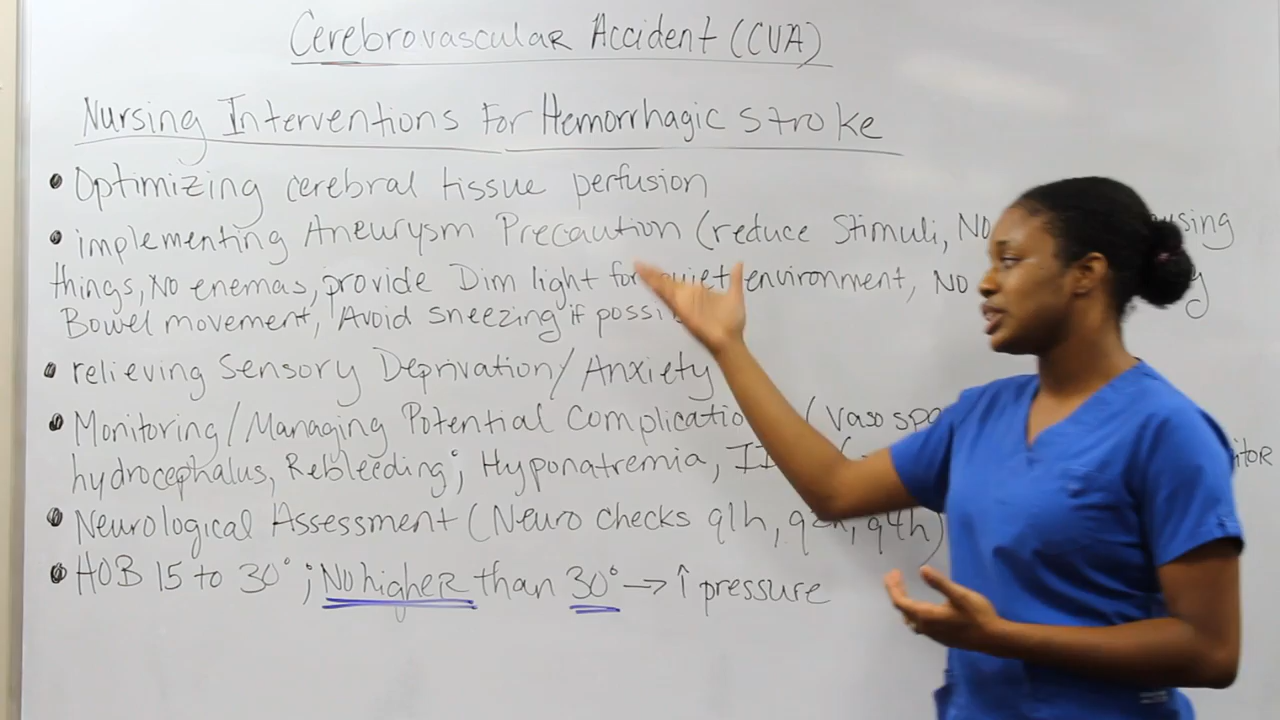 Cerebrovascular Accident (CVA)
Nursing Interventions For Hemorrhagic Stroke
• Optimizing cerebral tissue perfusion
• implementing Aneurysm Precaution (reduce Stimuli, No
things, No enemas, provide Dim light for quiet environment, No
Bowel movement, Avoid sneezing if
• relieving Sensory Deprivation/Anxiety
• Monitoring/Managing Potential (
hydrocephalus, Rebleeding; Hyponatremia,
• Neurological Assessment (Neuro checks q1h, q2h, q4h)
• HOB 15 to 30° ; No higher than 30° → ↑ pressure